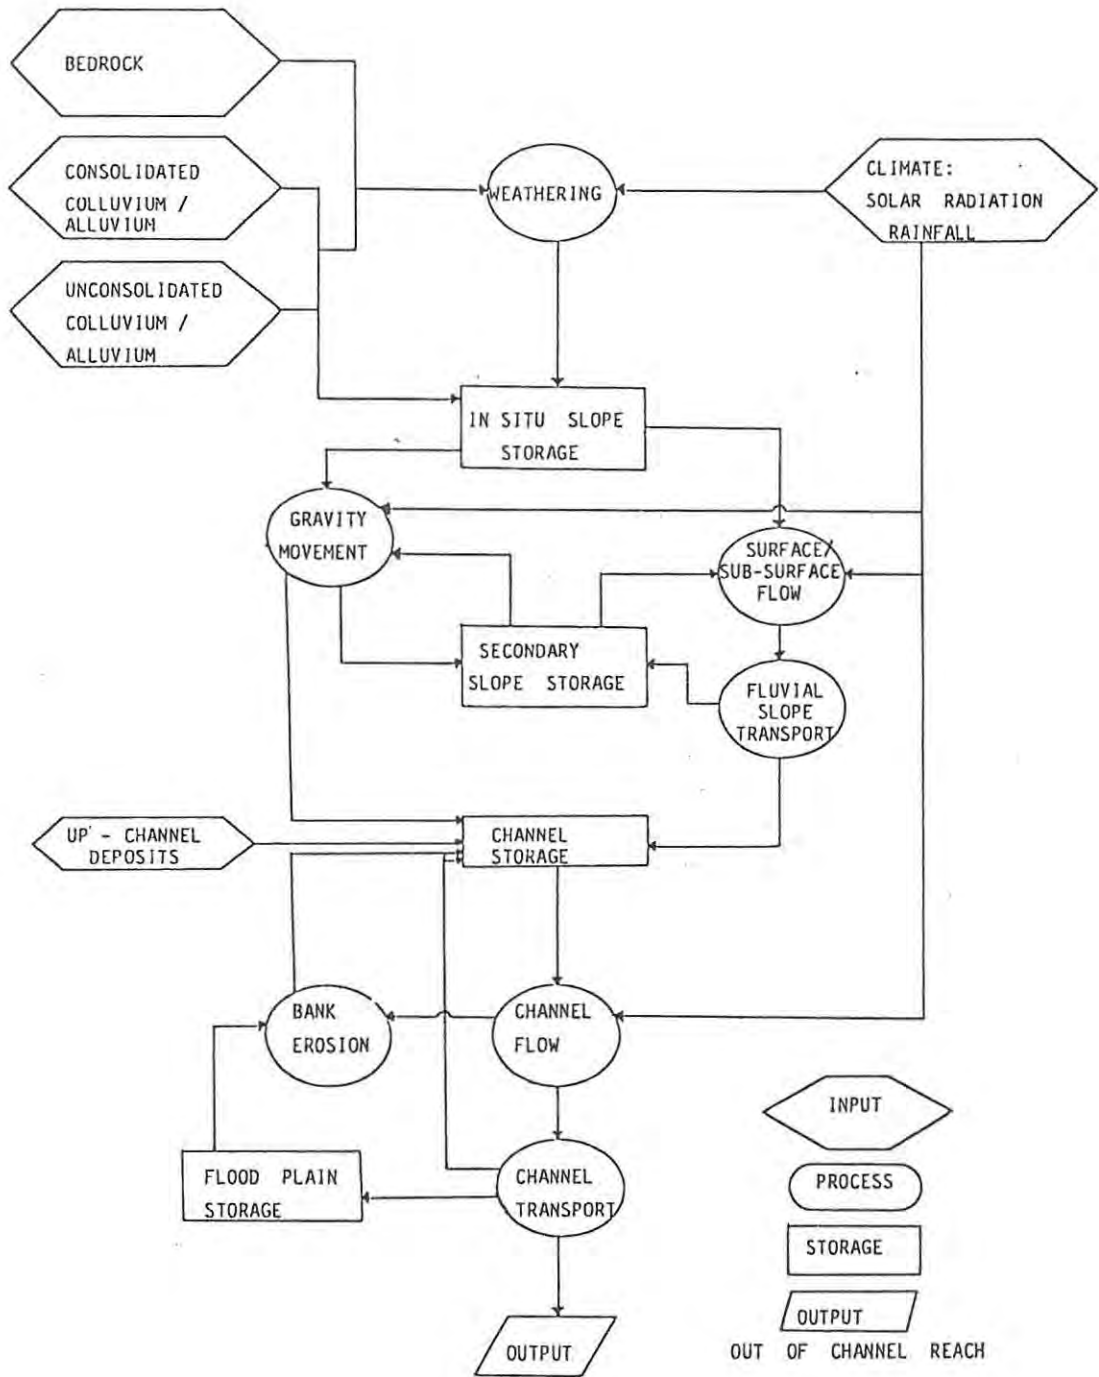 BEDROCK
CONSOLIDATED
COLLUVIUM /
ALLUVIUM
UNCONSOLIDATED
COLLUVIUM /
ALLUVIUM
WEATHERING
CLIMATE:
SOLAR RADIATION
RAINFALL
IN SITU SLOPE
STORAGE
GRAVITY
MOVEMENT
SURFACE/
SUB-SURFACE
FLOW
SECONDARY
SLOPE STORAGE
FLUVIAL
SLOPE
TRANSPORT
UP - CHANNEL
DEPOSITS
CHANNEL
STORAGE
BANK
EROSION
CHANNEL
FLOW
FLOOD PLAIN
STORAGE
CHANNEL
TRANSPORT
OUTPUT
INPUT
PROCESS
STORAGE
OUTPUT
OUT OF CHANNEL REACH